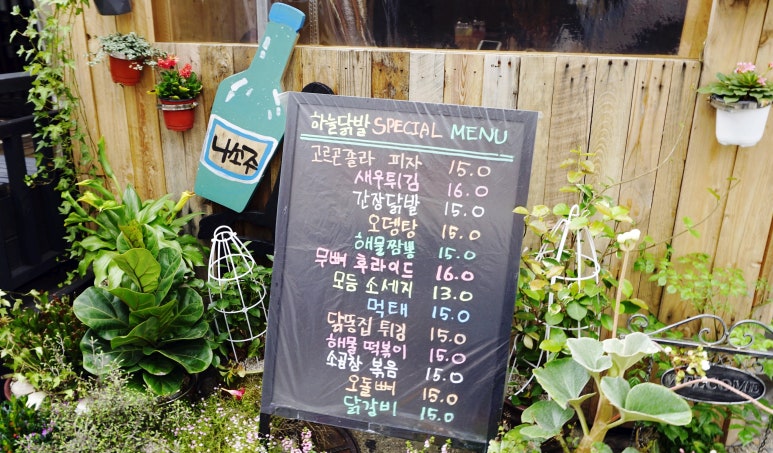 나소주
하늘닭발 SPECIAL MENU
고르곤졸라 피자 15.0
새우튀김 16.0
간장닭발 15.0
오뎅탕 15.0
해물짬뽕 15.0
무뼈 후라이드 16.0
모듬 소세지 13.0
먹태 15.0
닭똥집 튀김 15.0
해물 떡볶이 15.0
소곱창 볶음 15.0
오돌뼈 15.0
닭갈비 15.0
WELCOME